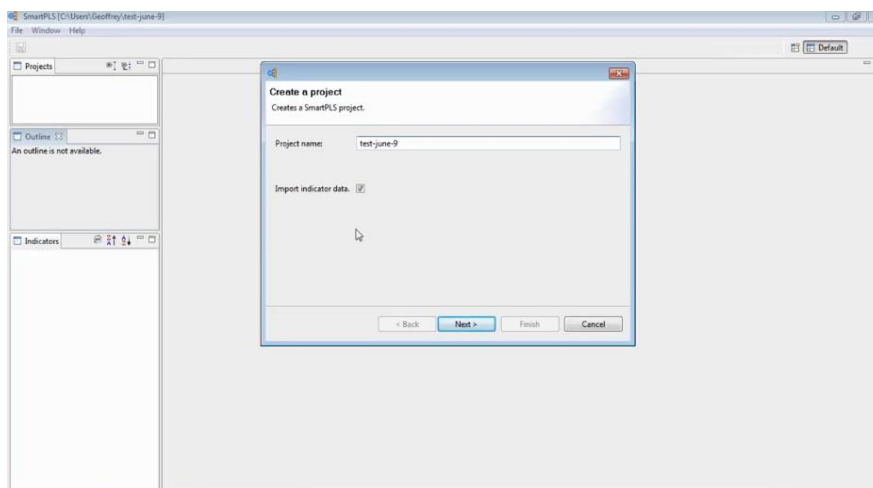 SmartPLS [C:\Users\Geoffrey\test-june-9]
File Window Help
Default
Projects
Outline
An outline is not available.
Indicators
Create a project
Creates a SmartPLS project.
Project name: test-june-9
Import indicator data.
< Back Next > Finish Cancel